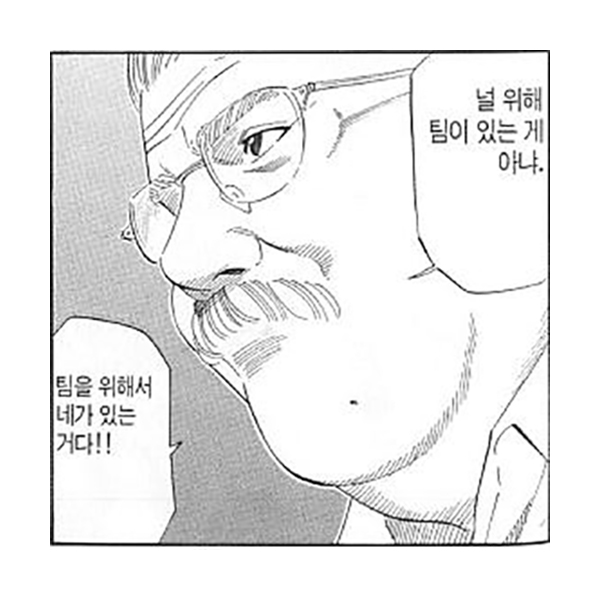 널 위해
팀이 있는 게
아냐.
팀을 위해서
네가 있는
거다!!